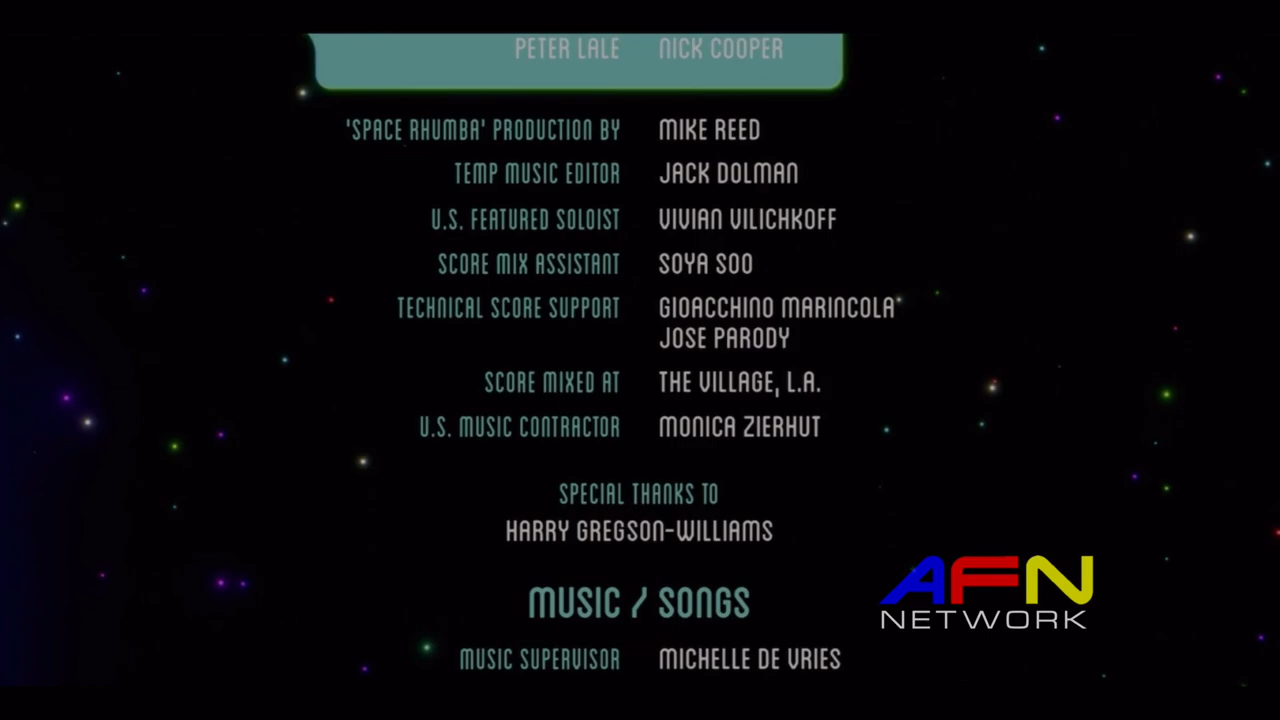 PETER LALE NICK COOPER
'SPACE RHUMBA' PRODUCTION BY MIKE REED
TEMP MUSIC EDITOR JACK DOLMAN
U.S. FEATURED SOLOIST VIVIAN VILICHKOFF
SCORE MIX ASSISTANT SOYA SOO
TECHNICAL SCORE SUPPORT GIOACCHINO MARINCOLA
JOSE PARODY
SCORE MIXED AT THE VILLAGE, L.A.
U.S. MUSIC CONTRACTOR MONICA ZIERHUT
SPECIAL THANKS TO
HARRY GREGSON-WILLIAMS
MUSIC / SONGS
MUSIC SUPERVISOR MICHELLE DE VRIES
AFN
NETWORK